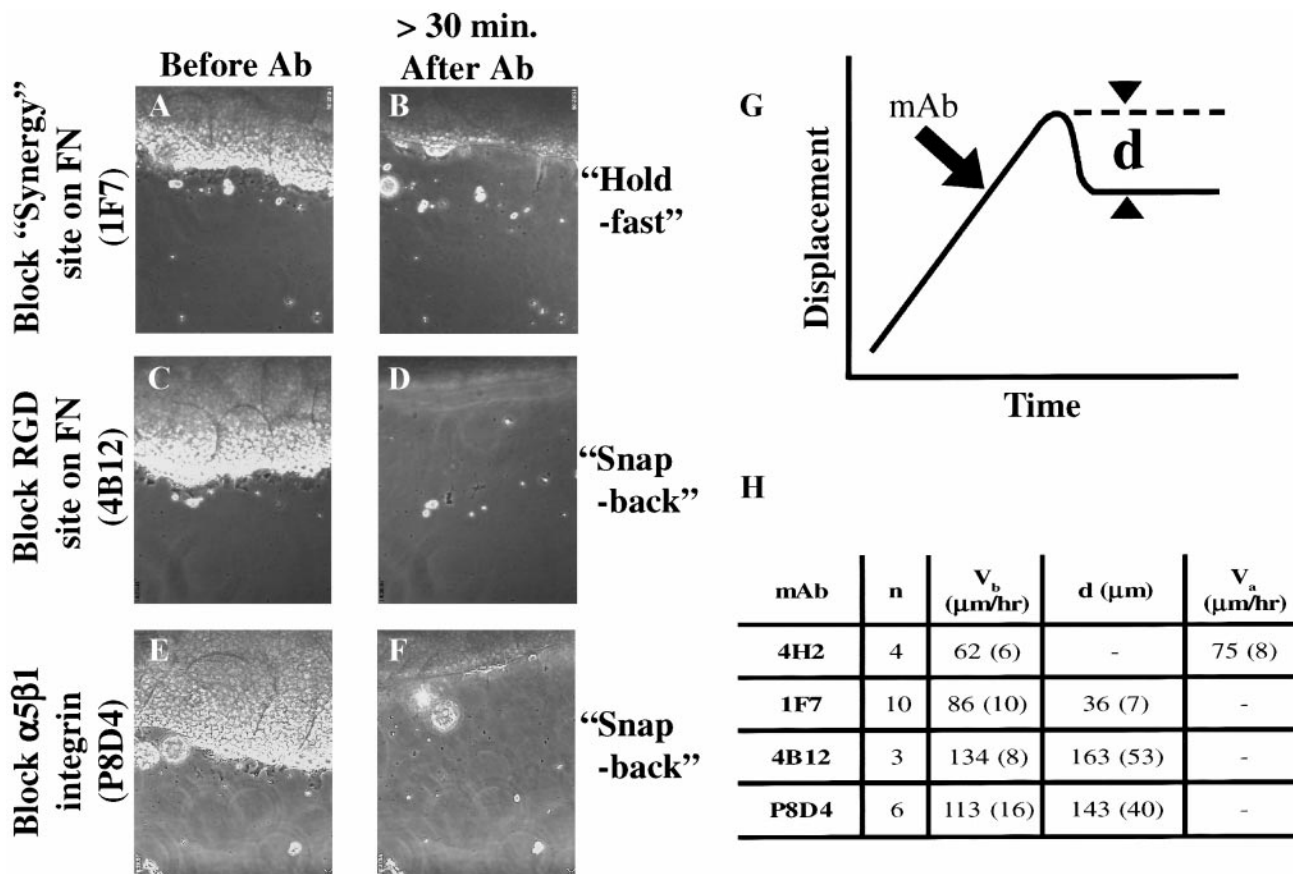 Before Ab
> 30 min.
After Ab
Block “Synergy”
site on FN
(1F7)
A
B
“Hold
-fast”
Block RGD
site on FN
(4B12)
C
D
“Snap
-back”
Block α5β1
integrin
(P8D4)
E
F
“Snap
-back”
G
mAb
d
Displacement
Time
H
mAb n Vb (μm/hr) d (μm) Va (μm/hr)
4H2 4 62 (6) - 75 (8)
1F7 10 86 (10) 36 (7) -
4B12 3 134 (8) 163 (53) -
P8D4 6 113 (16) 143 (40) -